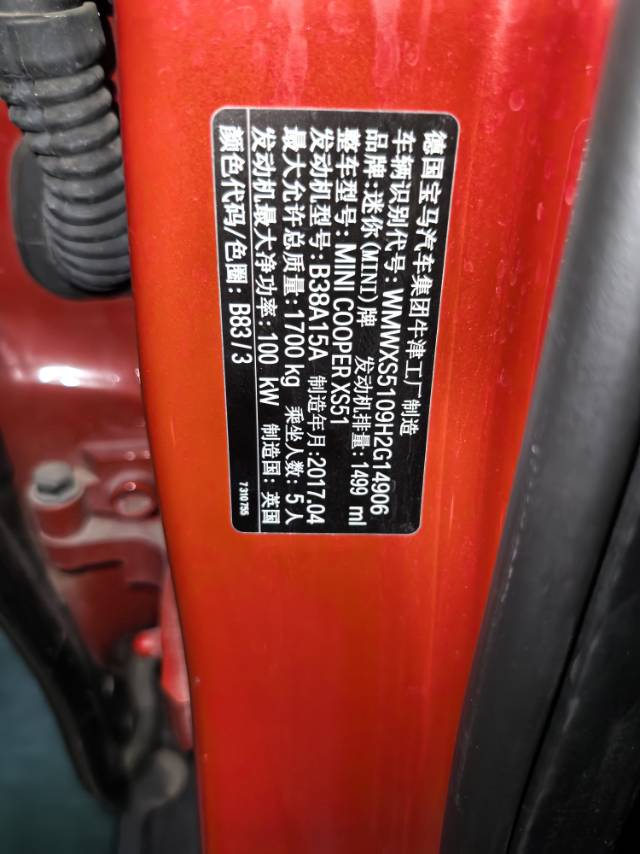 德国宝马汽车集团牛津工厂 制造
车辆识别代号: WMWXS5109H2G14906
品牌: 迷你(MINI)牌 发动机排量: 1499 ml
整车型号: MINI COOPER XS51
发动机型号: B38A15A 制造年月: 2017.04
最大允许总质量: 1700 kg 乘坐人数: 5人
发动机最大净功率: 100 kW 制造国: 英国
颜色代码/色圈: B83 / 3
7 310 755